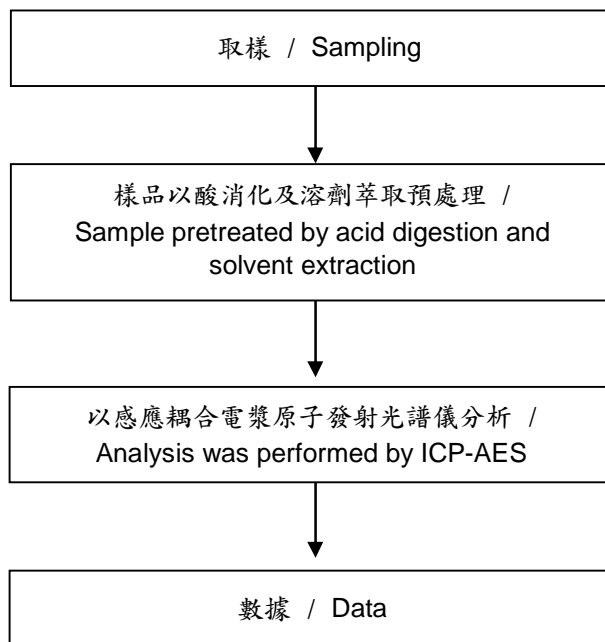 取樣 / Sampling
樣品以酸消化及溶劑萃取預處理 /
Sample pretreated by acid digestion and
solvent extraction
以感應耦合電漿原子發射光譜儀分析 /
Analysis was performed by ICP-AES
數據 / Data